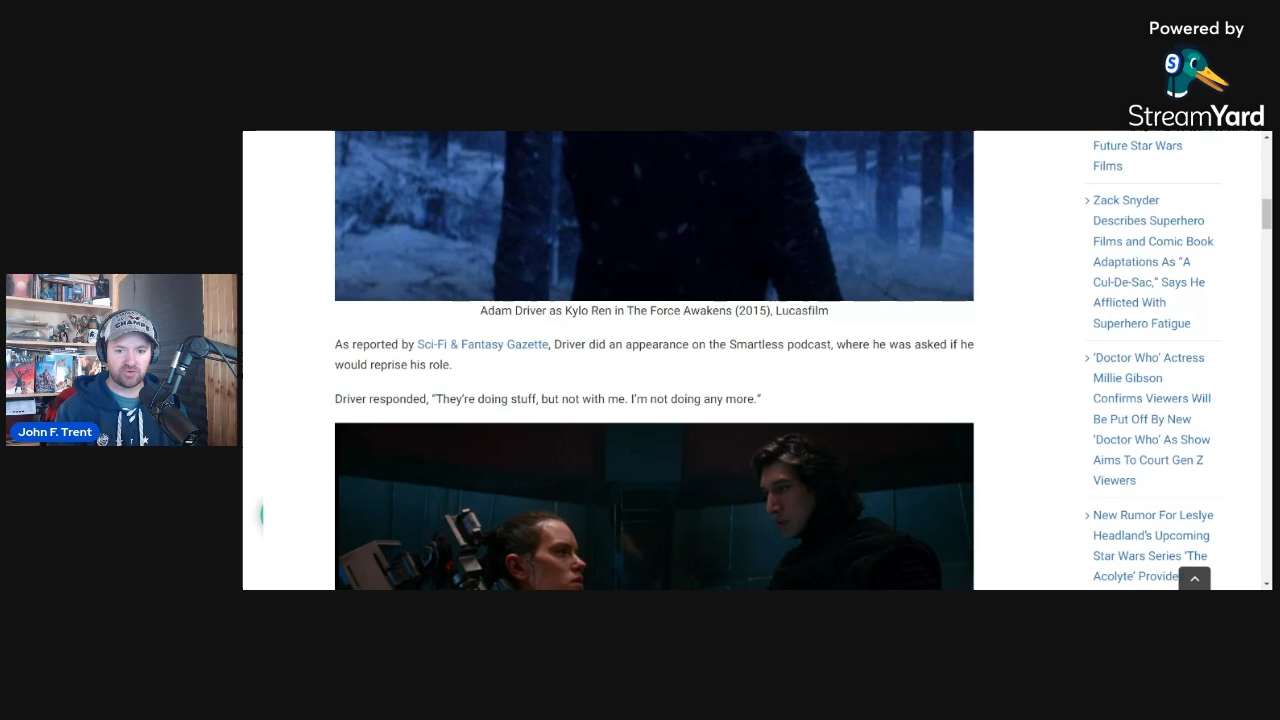 Powered by
S
StreamYard
CHAMPS
John F. Trent
Adam Driver as Kylo Ren in The Force Awakens (2015), Lucasfilm
As reported by Sci-Fi & Fantasy Gazette, Driver did an appearance on the Smartless podcast, where he was asked if he
would reprise his role.
Driver responded, “They’re doing stuff, but not with me. I’m not doing any more.”
Future Star Wars
Films
Zack Snyder
Describes Superhero
Films and Comic Book
Adaptations As “A
Cul-De-Sac,” Says He
Afflicted With
Superhero Fatigue
‘Doctor Who’ Actress
Millie Gibson
Confirms Viewers Will
Be Put Off By New
‘Doctor Who’ As Show
Aims To Court Gen Z
Viewers
New Rumor For Leslye
Headland’s Upcoming
Star Wars Series ‘The
Acolyte’ Provide